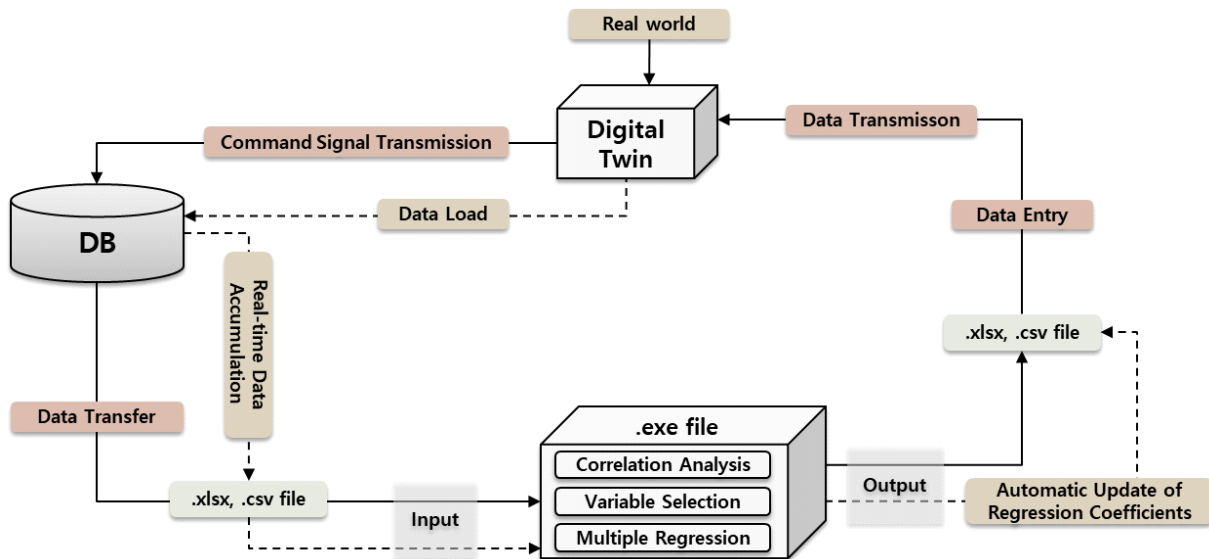 Real world
Digital
Twin
Data Transmisson
Command Signal Transmission
Data Load
Data Entry
DB
Real-time Data
Accumulation
.xlsx, .csv file
Data Transfer
.exe file
Correlation Analysis
Variable Selection
Multiple Regression
.xlsx, .csv file
Input
Output
Automatic Update of
Regression Coefficients